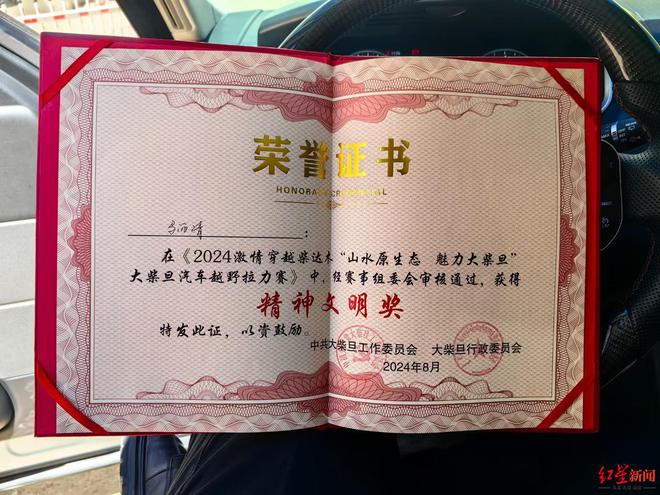 荣誉证书
在《2024激情穿越柴达木“山水原生态 魅力大柴旦”
大柴旦汽车越野拉力赛》中,经赛事组委会审核通过,获得
精神文明奖
特发此证,以资鼓励。
中共大柴旦工作委员会 大柴旦行政委员会
2024年8月
红星新闻